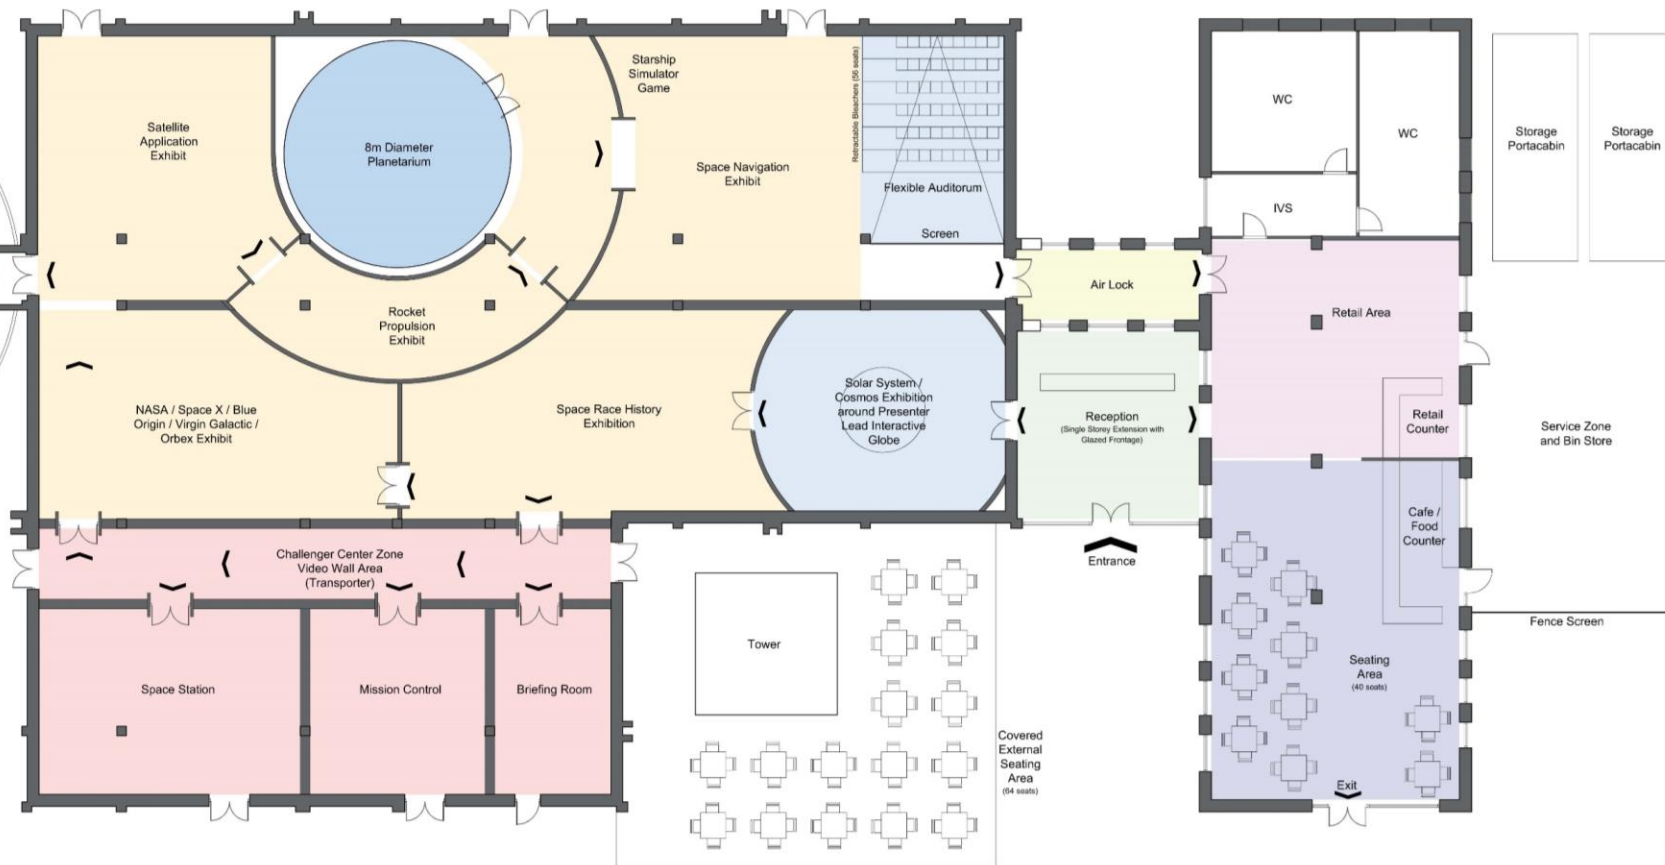 Satellite
Application
Exhibit
8m Diameter
Planetarium
Starship
Simulator
Game
Space Navigation
Exhibit
Retractable Bleachers (56 seats)
Flexible Auditorum
Screen
WC
WC
IVS
Storage
Portacabin
Storage
Portacabin
Air Lock
Retail Area
Rocket
Propulsion
Exhibit
NASA / Space X / Blue
Origin / Virgin Galactic /
Orbex Exhibit
Space Race History
Exhibition
Solar System /
Cosmos Exhibition
around Presenter
Lead Interactive
Globe
Reception
(Single Storey Extension with
Glazed Frontage)
Retail
Counter
Service Zone
and Bin Store
Cafe /
Food
Counter
Challenger Center Zone
Video Wall Area
(Transporter)
Entrance
Fence Screen
Tower
Space Station
Mission Control
Briefing Room
Seating
Area
(40 seats)
Covered
External
Seating
Area
(64 seats)
Exit